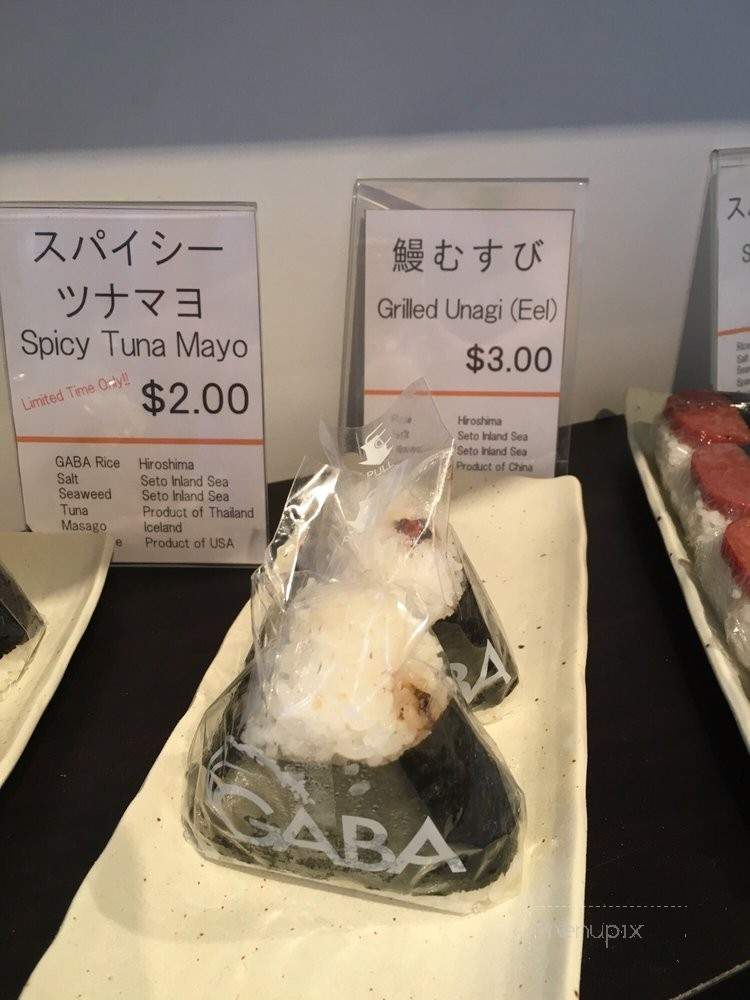 スパイシー
ツナマヨ
Spicy Tuna Mayo
Limited Time Only!!
$2.00
GABA Rice Hiroshima
Salt Seto Inland Sea
Seaweed Seto Inland Sea
Tuna Product of Thailand
Masago Iceland
Product of USA
鰻むすび
Grilled Unagi (Eel)
$3.00
Hiroshima
Seto Inland Sea
Seto Inland Sea
Product of China
ス
S
PULL
BA
GABA
menupix